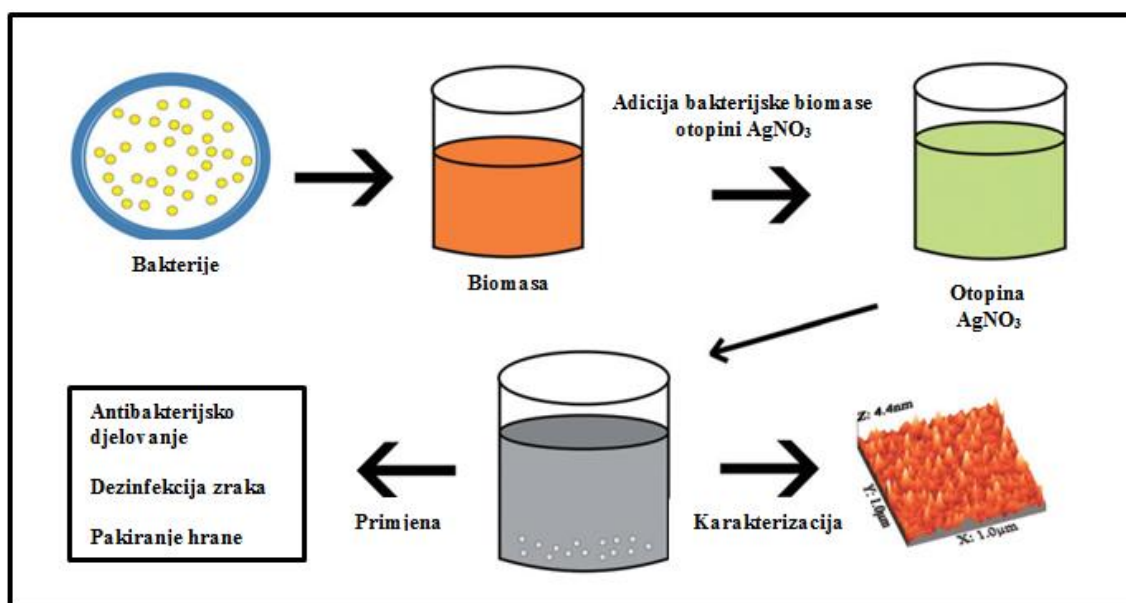 Bakterije
Biomasa
Adicija bakterijske biomase
otopini AgNO₃
Otopina
AgNO₃
Antibakterijsko
djelovanje
Dezinfekcija zraka
Pakiranje hrane
Primjena
Karakterizacija
Z: 4.4nm
Y: 1.0µm
X: 1.0µm